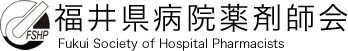 FSHP
福井県病院薬剤師会
Fukui Society of Hospital Pharmacists